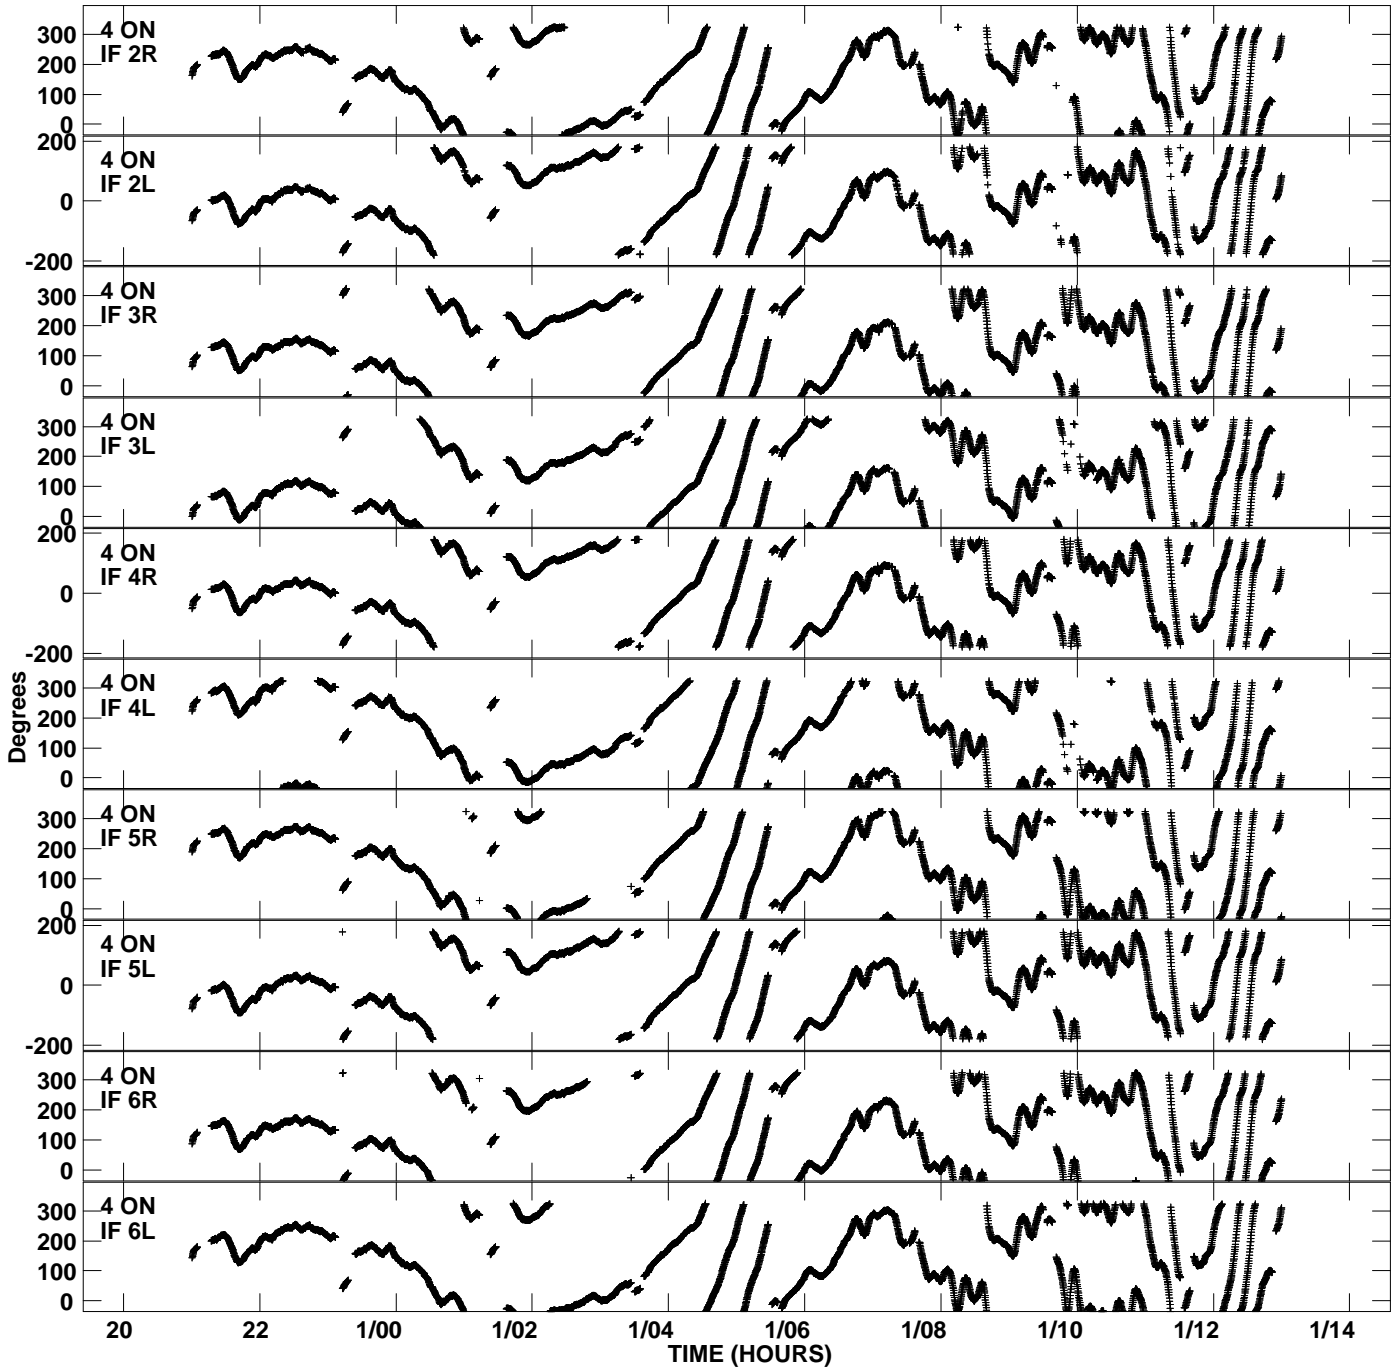 4 ON
IF 2R
300
200
100
0
4 ON
IF 2L
200
0
-200
4 ON
IF 3R
300
200
100
0
4 ON
IF 3L
300
200
100
0
4 ON
IF 4R
200
0
-200
4 ON
IF 4L
300
200
100
0
Degrees
4 ON
IF 5R
300
200
100
0
4 ON
IF 5L
200
0
-200
4 ON
IF 6R
300
200
100
0
4 ON
IF 6L
300
200
100
0
20 22 1/00 1/02 1/04 1/06 1/08 1/10 1/12 1/14
TIME (HOURS)